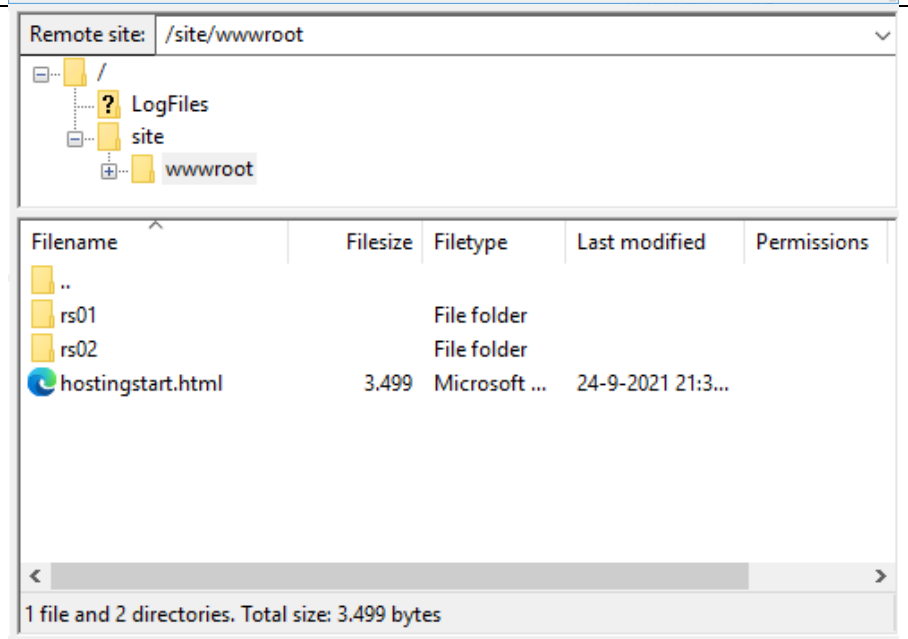 Remote site: /site/wwwroot
/
? LogFiles
site
wwwroot
Filename Filesize Filetype Last modified Permissions
..
rs01 File folder
rs02 File folder
hostingstart.html 3.499 Microsoft ... 24-9-2021 21:3...
1 file and 2 directories. Total size: 3.499 bytes